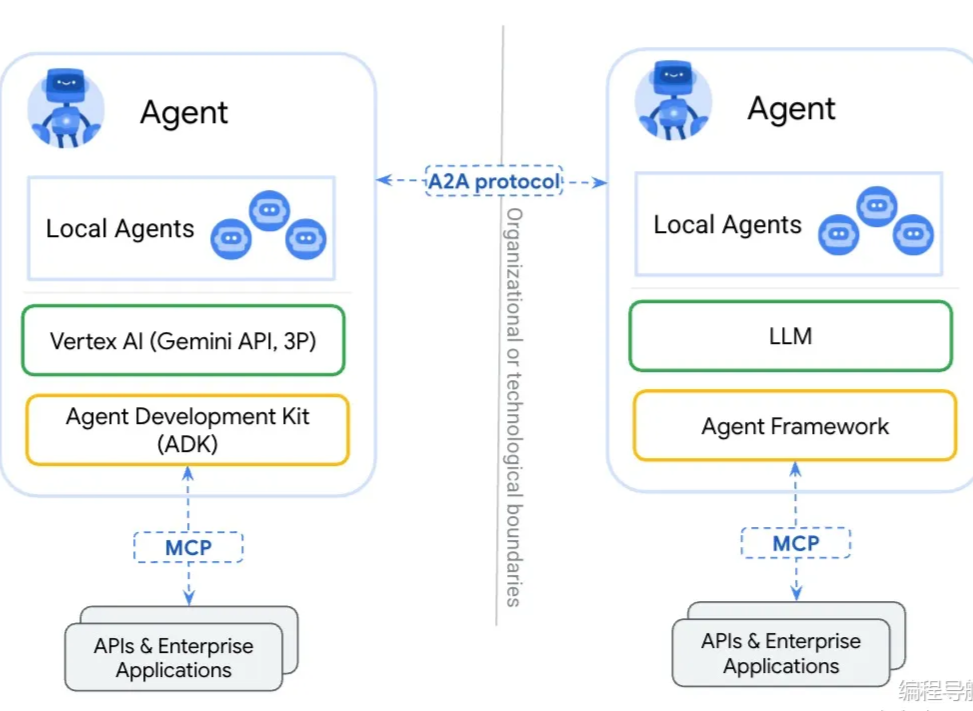 Agent
Local Agents
Vertex AI (Gemini API, 3P)
Agent Development Kit
(ADK)
MCP
APIs & Enterprise
Applications
A2A protocol
Organizational or technological boundaries
Agent
Local Agents
LLM
Agent Framework
MCP
APIs & Enterprise
Applications
编程导航